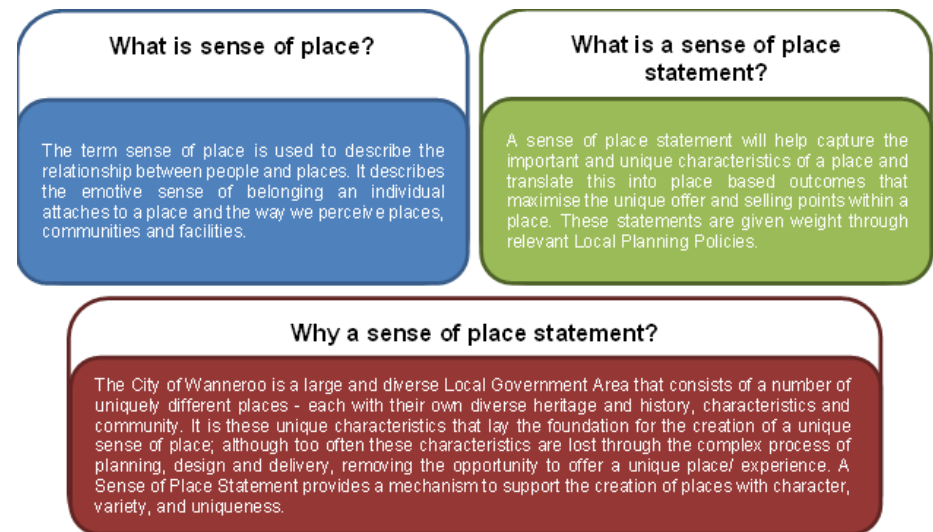 What is sense of place?
The term sense of place is used to describe the
relationship between people and places. It describes
the emotive sense of belonging an individual
attaches to a place and the way we perceive places,
communities and facilities.
What is a sense of place
statement?
A sense of place statement will help capture the
important and unique characteristics of a place and
translate this into place based outcomes that
maximise the unique offer and selling points within a
place. These statements are given weight through
relevant Local Planning Policies.
Why a sense of place statement?
The City of Wanneroo is a large and diverse Local Government Area that consists of a number of
uniquely different places - each with their own diverse heritage and history, characteristics and
community. It is these unique characteristics that lay the foundation for the creation of a unique
sense of place; although too often these characteristics are lost through the complex process of
planning, design and delivery, removing the opportunity to offer a unique place/ experience. A
Sense of Place Statement provides a mechanism to support the creation of places with character,
variety, and uniqueness.